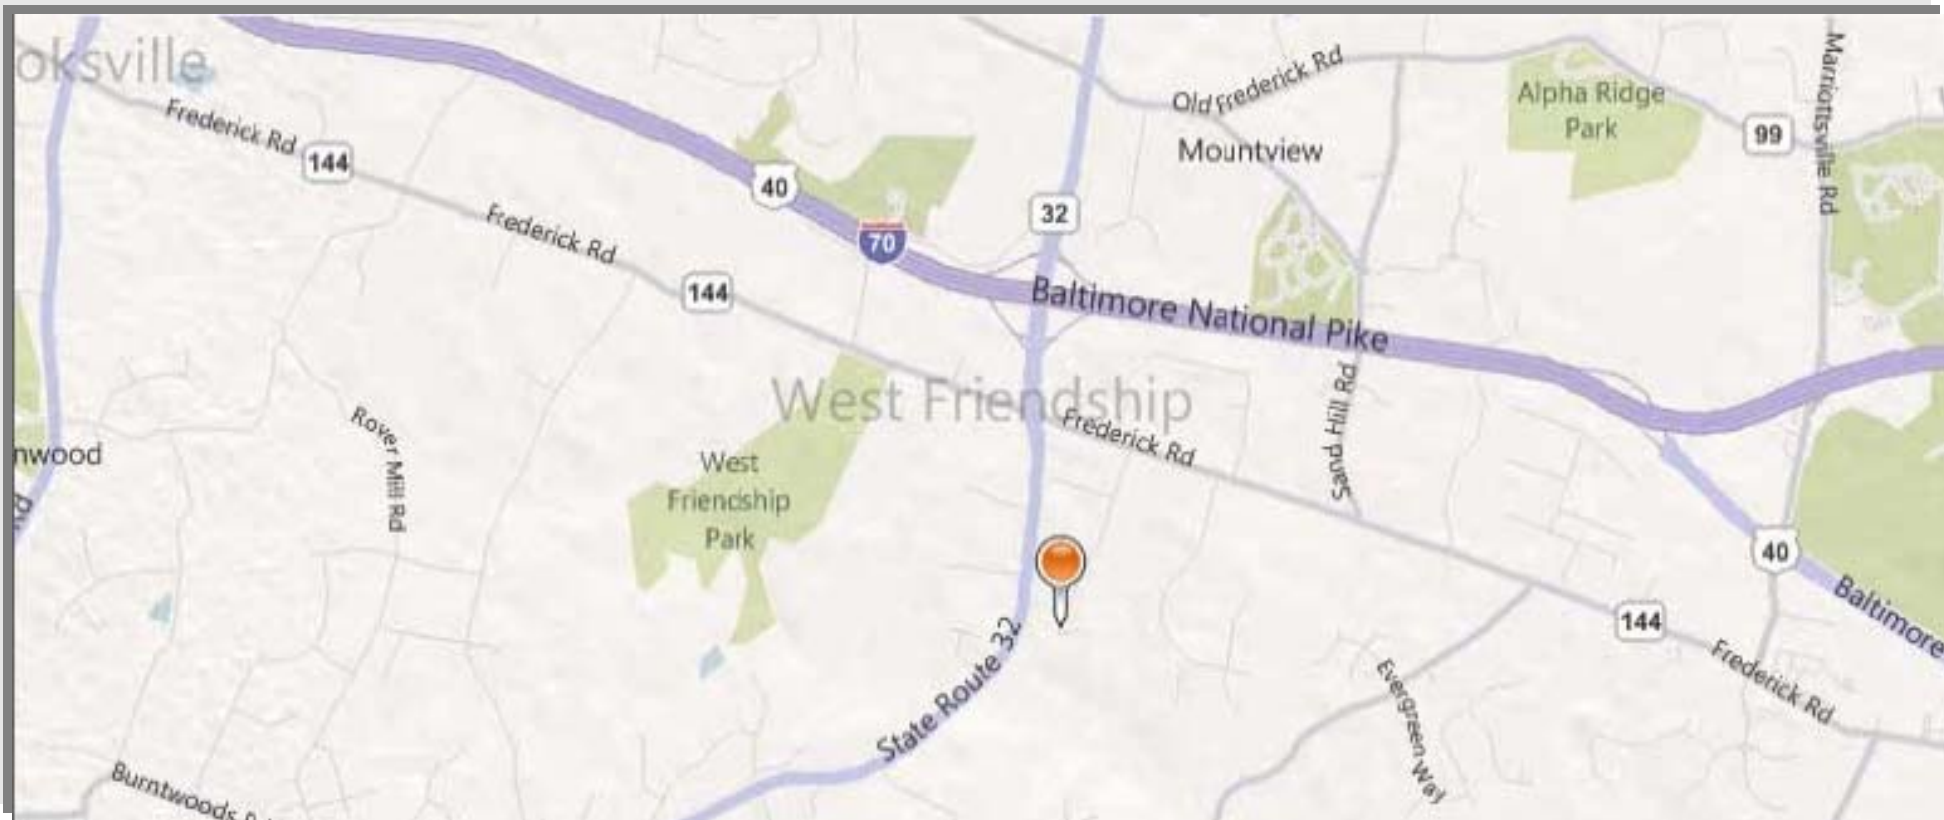 oksville
Frederick Rd
144
Frederick Rd
144
40
70
32
Old Frederick Rd
Mountview
Alpha Ridge
Park
99
Marriottsville Rd
Baltimore National Pike
West Friendship
Frederick Rd
Sand Hill Rd
nwood
Rd
Rover Mill Rd
West
Friendship
Park
State Route 32
40
Baltimore
144
Frederick Rd
Evergreen Way
Burntwoods